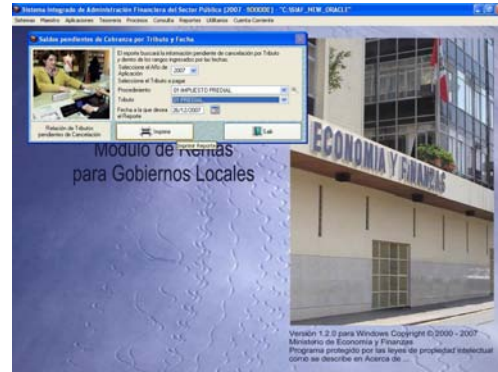 Sistema Integrado de Administración Financiera del Sector Público [2007 - 800000] - "C:\SIAF_NEW_ORACLE\"
Sistemas Maestro Aplicaciones Tesorería Procesos Consulta Reportes Utilitarios Cuenta Corriente
Saldos pendientes de Cobranza por Tributo y Fecha
El reporte buscará la información pendiente de cancelación por Tributo
y dentro de los rangos ingresados por las fechas.
Seleccione el Año de Aplicación 2007
Seleccione el Tributo a pagar
Procedimiento: 01 IMPUESTO PREDIAL
Tributo: 01 PREDIAL
Fecha a la que desea el Reporte 26/12/2007
Relación de Tributos pendientes de Cancelación
Imprime
Salir
Imprimir Reporte
Módulo de Rentas
para Gobiernos Locales
ECONOMIA Y FINANZAS
Versión 1.2.0 para Windows Copyright © 2000 - 2007
Ministerio de Economía y Finanzas
Programa protegido por las leyes de propiedad intelectual
como se describe en Acerca de ...